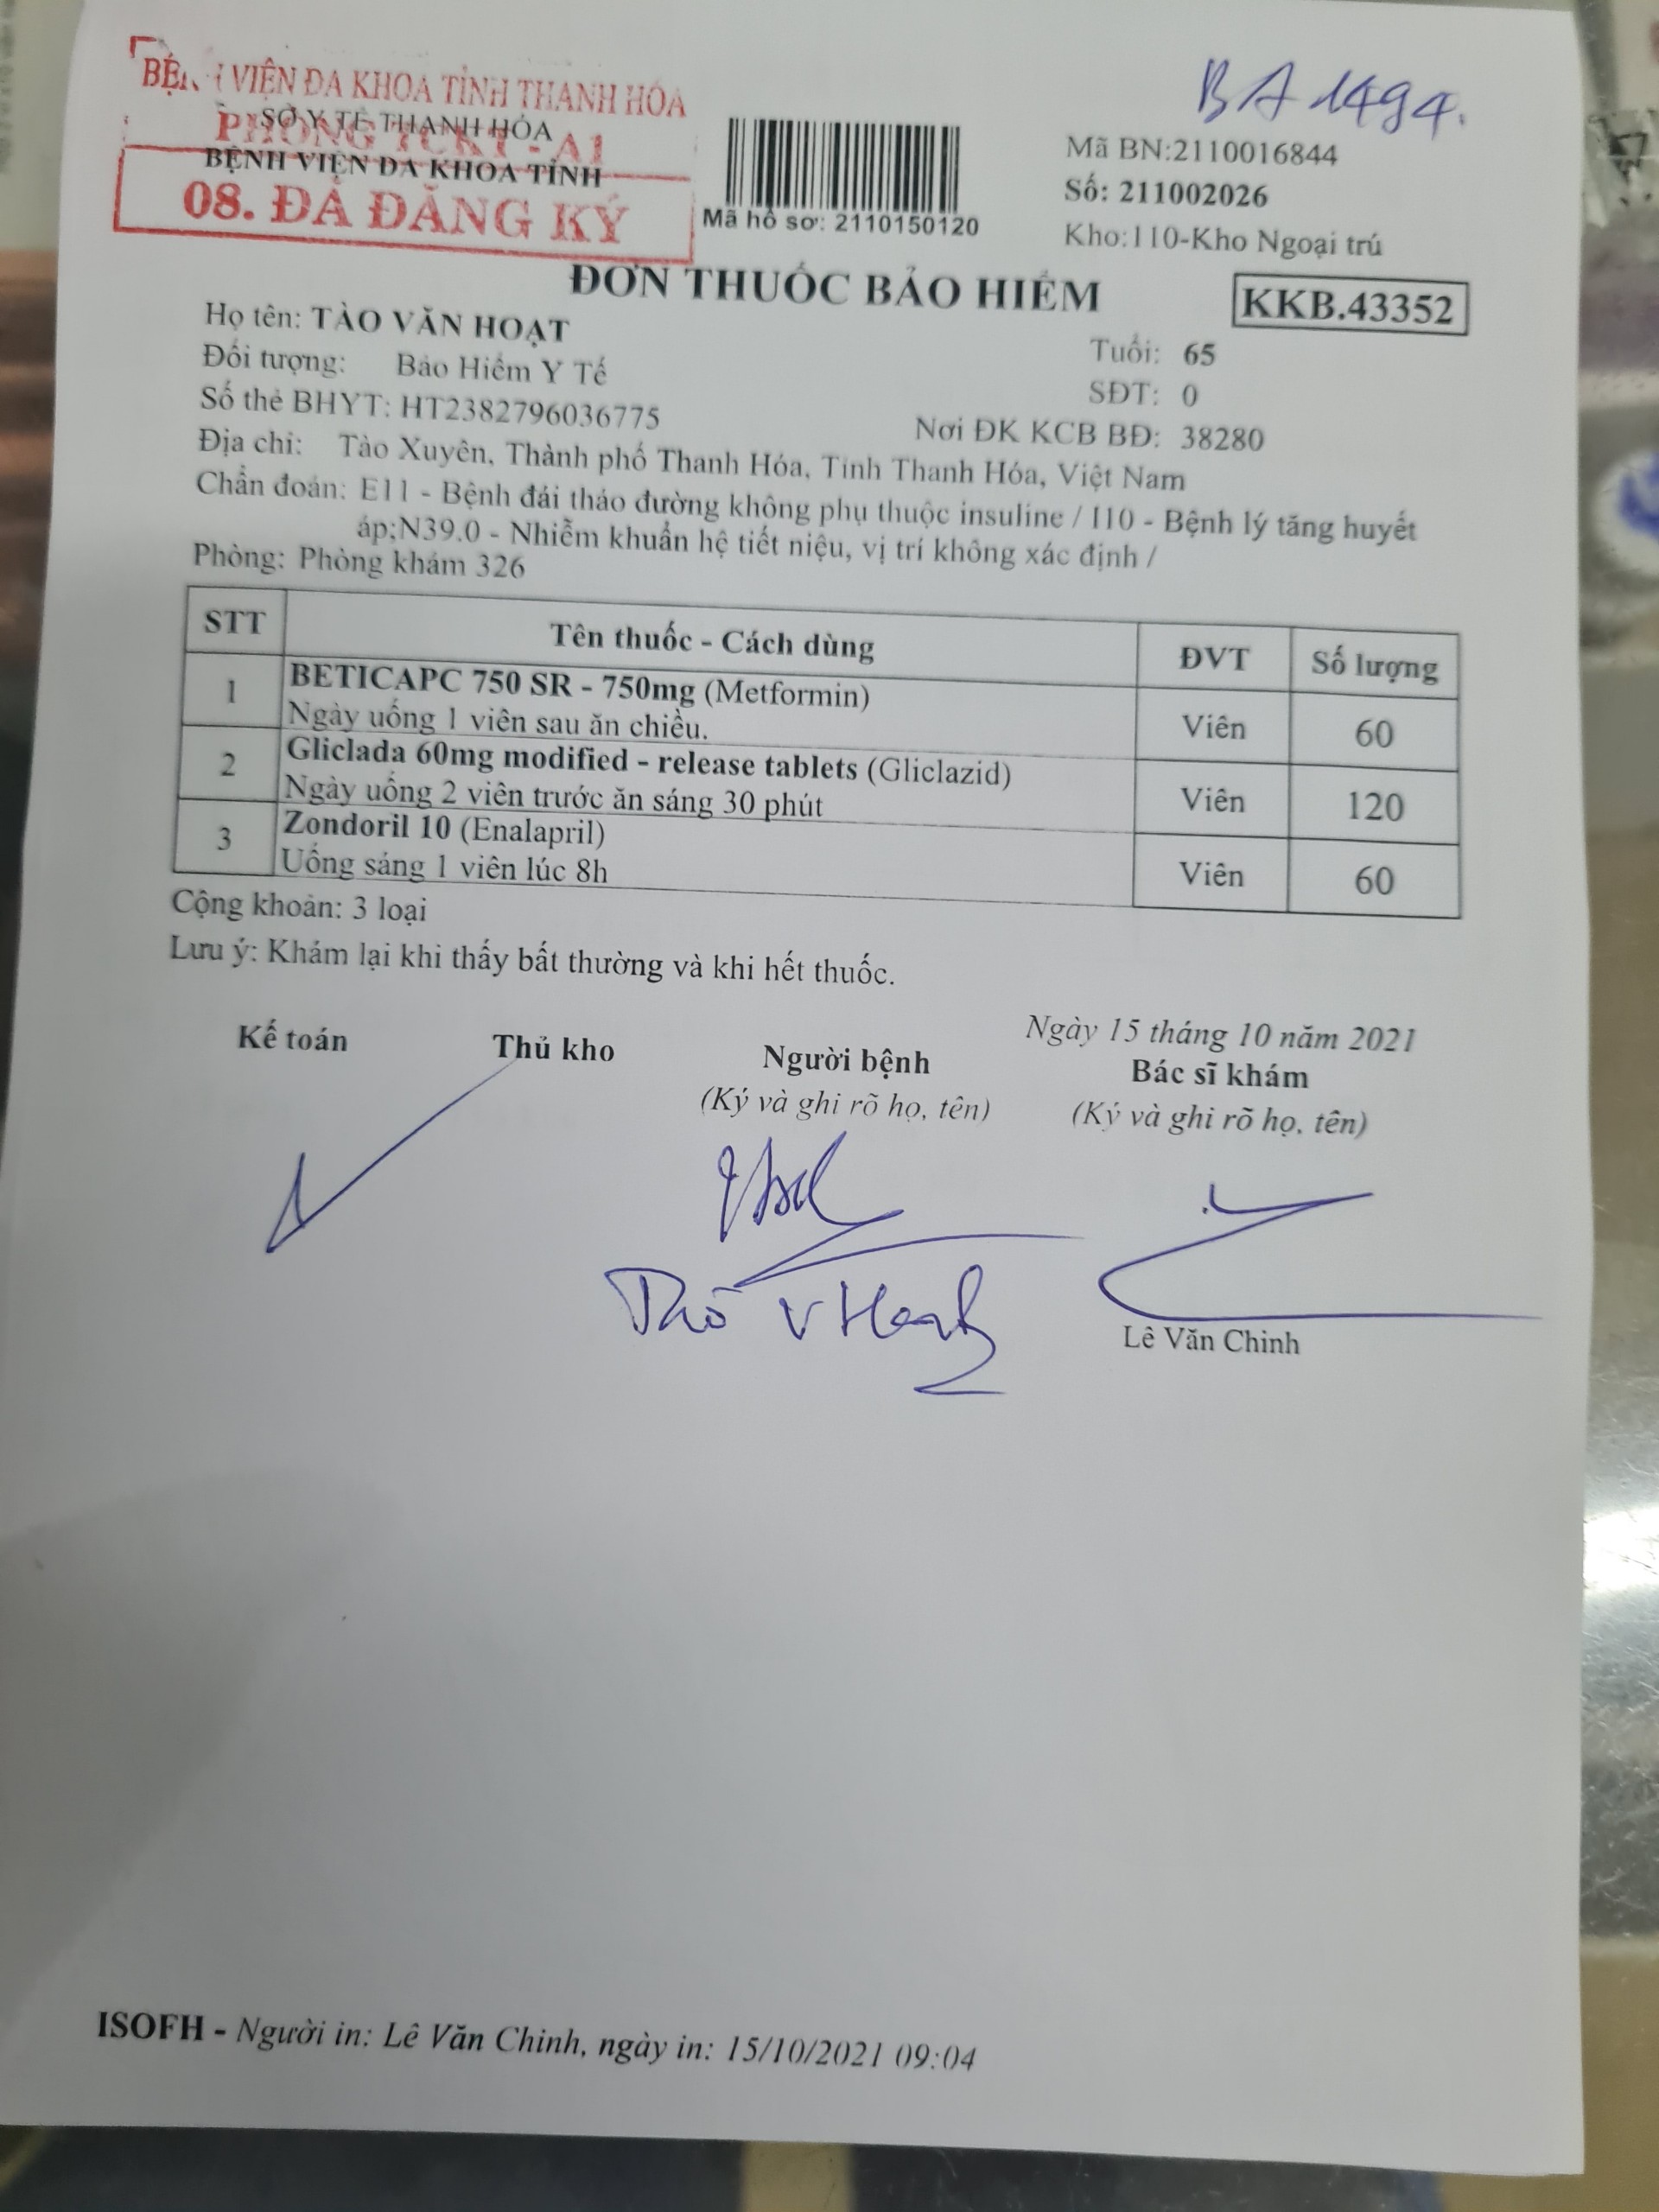 BỆNH VIỆN ĐA KHOA TỈNH THANH HÓA
SỞ Y TẾ THANH HÓA
PHÒNG TCKT - A1
BỆNH VIỆN ĐA KHOA TỈNH
08. ĐÃ ĐĂNG KÝ
Mã hồ sơ: 2110150120
BA 1494.
Mã BN:2110016844
Số: 211002026
Kho:110-Kho Ngoại trú
ĐƠN THUỐC BẢO HIỂM
KKB.43352
Họ tên: TÀO VĂN HOẠT
Tuổi: 65
Đối tượng: Bảo Hiểm Y Tế
SĐT: 0
Số thẻ BHYT: HT2382796036775
Nơi ĐK KCB BĐ: 38280
Địa chỉ: Tào Xuyên, Thành phố Thanh Hóa, Tỉnh Thanh Hóa, Việt Nam
Chẩn đoán: E11 - Bệnh đái tháo đường không phụ thuộc insuline / I10 - Bệnh lý tăng huyết
áp;N39.0 - Nhiễm khuẩn hệ tiết niệu, vị trí không xác định /
Phòng: Phòng khám 326
STT Tên thuốc - Cách dùng ĐVT Số lượng
1 BETICAPC 750 SR - 750mg (Metformin) Viên 60
Ngày uống 1 viên sau ăn chiều.
2 Gliclada 60mg modified - release tablets (Gliclazid) Viên 120
Ngày uống 2 viên trước ăn sáng 30 phút
3 Zondoril 10 (Enalapril) Viên 60
Uống sáng 1 viên lúc 8h
Cộng khoản: 3 loại
Lưu ý: Khám lại khi thấy bất thường và khi hết thuốc.
Ngày 15 tháng 10 năm 2021
Kế toán Thủ kho Người bệnh Bác sĩ khám
(Ký và ghi rõ họ, tên) (Ký và ghi rõ họ, tên)
Lê Văn Chinh
ISOFH - Người in: Lê Văn Chinh, ngày in: 15/10/2021 09:04